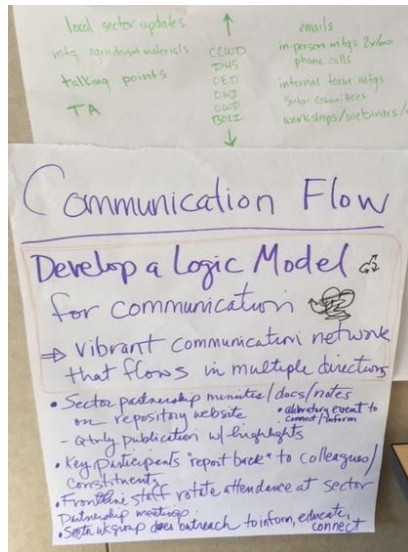 local sector updates
mtg agendas/materials
talking points
TA
CCWD
DHS
OED
OWP
BOLI
emails
in-person mtgs 2x/mo
phone calls
internal team mtgs
Sub-committees
workshops/webinars/
Communication Flow
Develop a Logic Model
for communication
⇒ Vibrant communication network
that flows in multiple directions
• Sector partnership minutes/docs/notes
on repository website
• celebratory event to
connect/inform
- Qtrly publication w/ highlights
• Key participants "report back" to colleagues/
constituents
• Frontline staff rotate attendance at sector
partnership meetings.
• Sector wkgroup does outreach to inform, educate,
connect